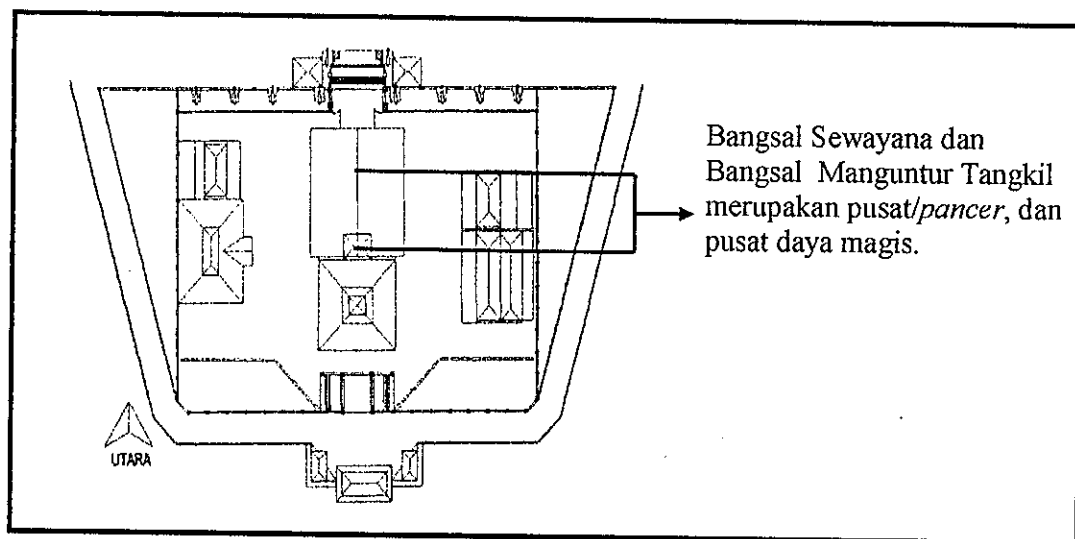 Bangsal Sewayana dan
Bangsal Manguntur Tangkil
merupakan pusat/pancer, dan
pusat daya magis.
UTARA